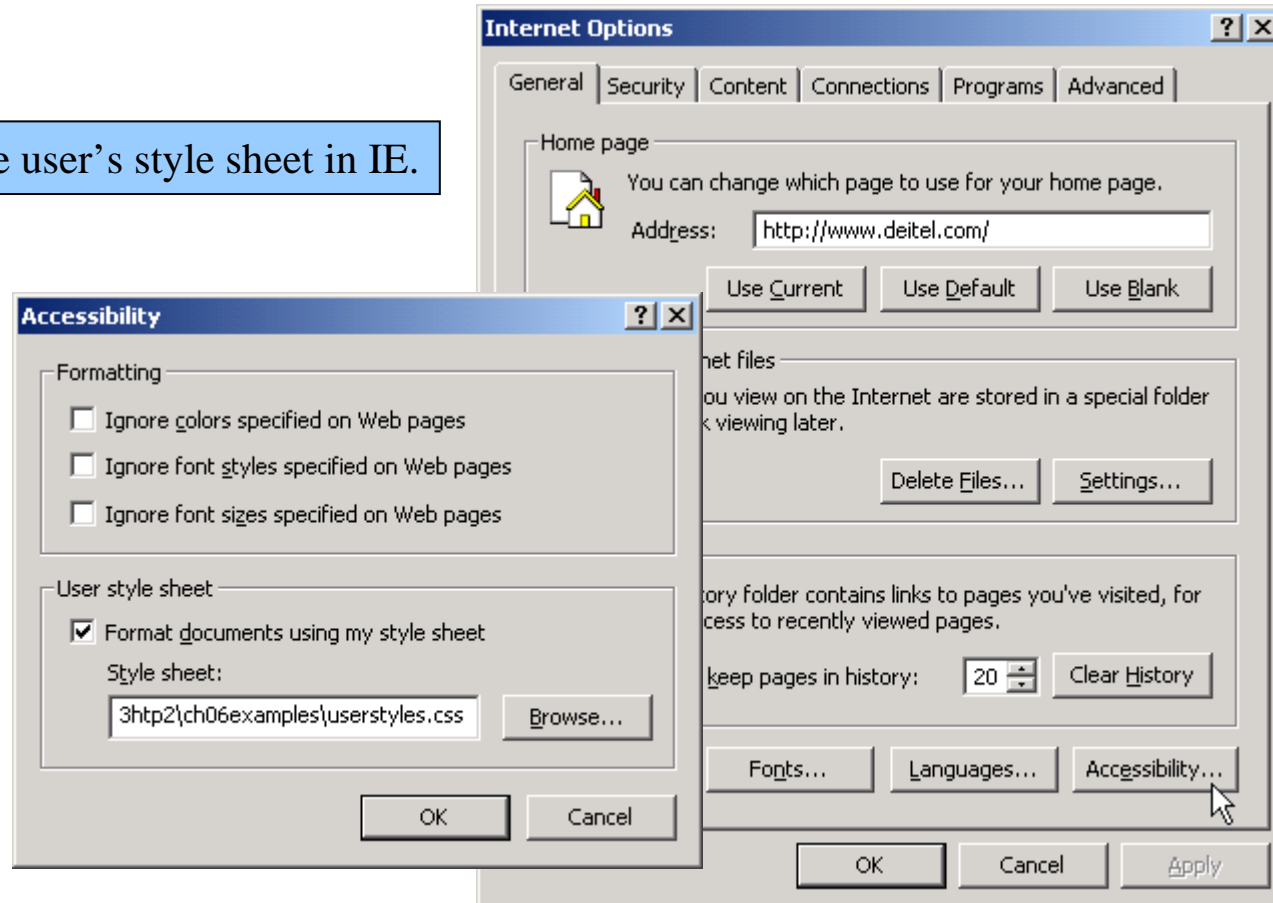 Internet Options
General Security Content Connections Programs Advanced
user's style sheet in IE.
Home page
You can change which page to use for your home page.
Address: http://www.deitel.com/
Use Current Use Default Use Blank
files
you view on the Internet are stored in a special folder
viewing later.
Delete Files... Settings...
folder contains links to pages you've visited, for
to recently viewed pages.
keep pages in history: 20 Clear History
Fonts... Languages... Accessibility...
OK Cancel Apply
Accessibility
Formatting
Ignore colors specified on Web pages
Ignore font styles specified on Web pages
Ignore font sizes specified on Web pages
User style sheet
Format documents using my style sheet
Style sheet:
3htp2\ch06examples\userstyles.css Browse...
OK Cancel